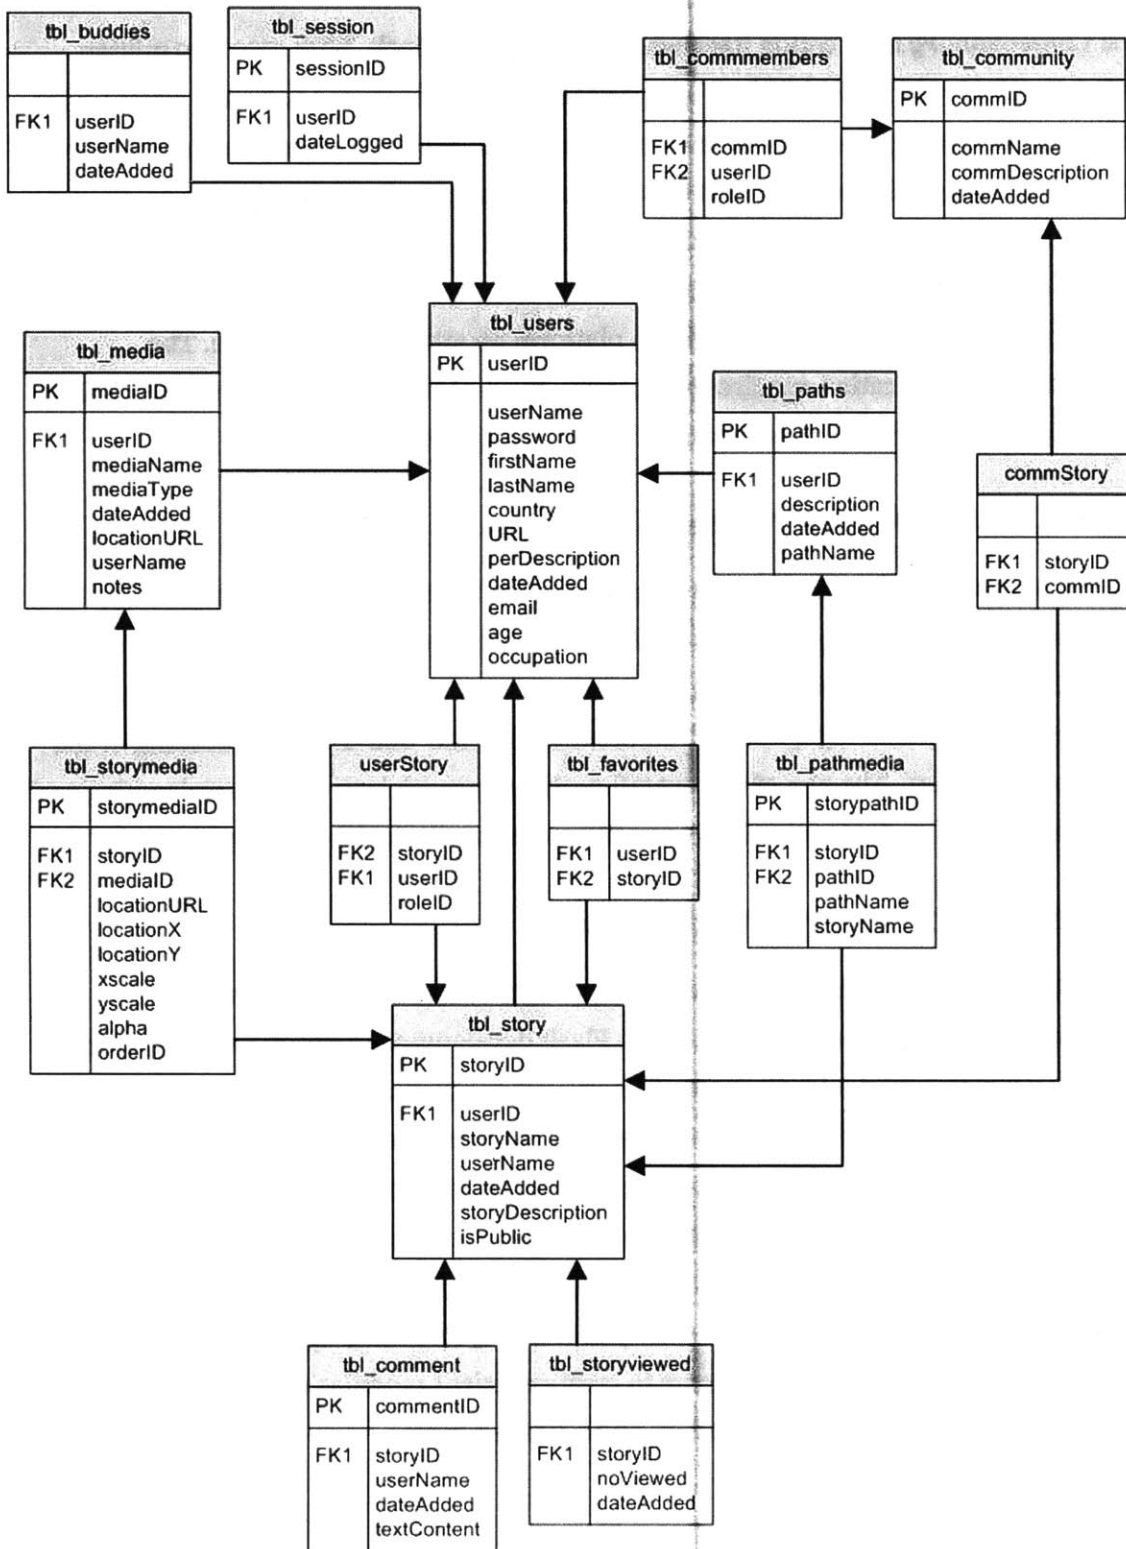 tbl_buddies
FK1 userID
userName
dateAdded
tbl_session
PK sessionID
FK1 userID
dateLogged
tbl_commmembers
FK1 commID
FK2 userID
roleID
tbl_community
PK commID
commName
commDescription
dateAdded
tbl_users
PK userID
userName
password
firstName
lastName
country
URL
perDescription
dateAdded
email
age
occupation
tbl_media
PK mediaID
FK1 userID
mediaName
mediaType
dateAdded
locationURL
userName
notes
tbl_paths
PK pathID
FK1 userID
description
dateAdded
pathName
commStory
FK1 storyID
FK2 commID
tbl_storymedia
PK storymediaID
FK1 storyID
FK2 mediaID
locationURL
locationX
locationY
xscale
yscale
alpha
orderID
userStory
FK2 storyID
FK1 userID
roleID
tbl_favorites
FK1 userID
FK2 storyID
tbl_pathmedia
PK storypathID
FK1 storyID
FK2 pathID
pathName
storyName
tbl_story
PK storyID
FK1 userID
storyName
userName
dateAdded
storyDescription
isPublic
tbl_comment
PK commentID
FK1 storyID
userName
dateAdded
textContent
tbl_storyviewed
FK1 storyID
noViewed
dateAdded